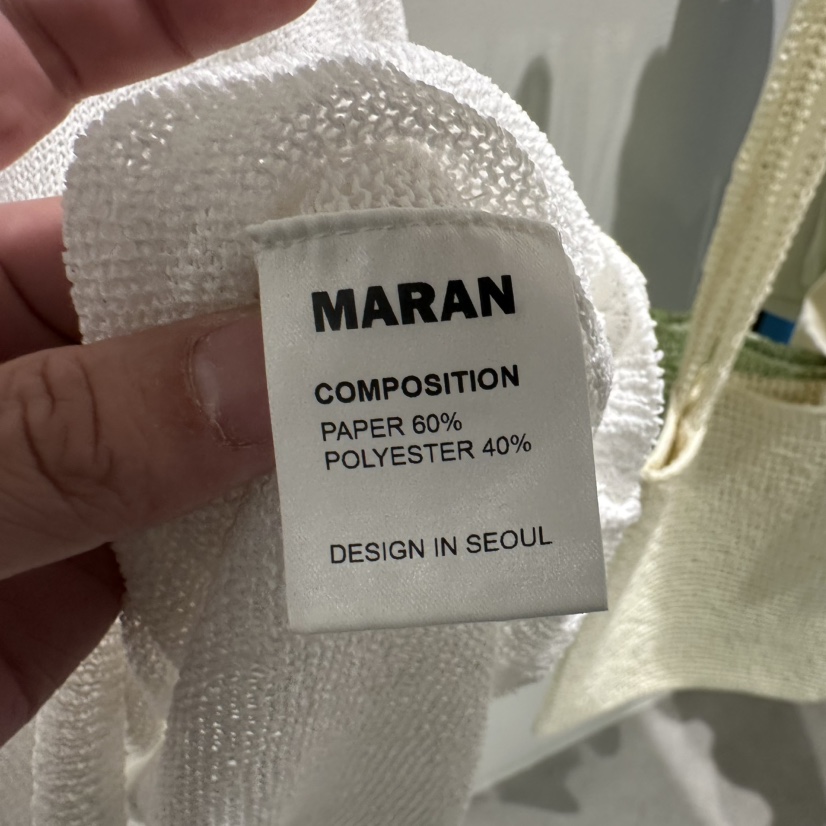 MARAN
COMPOSITION
PAPER 60%
POLYESTER 40%
DESIGN IN SEOUL